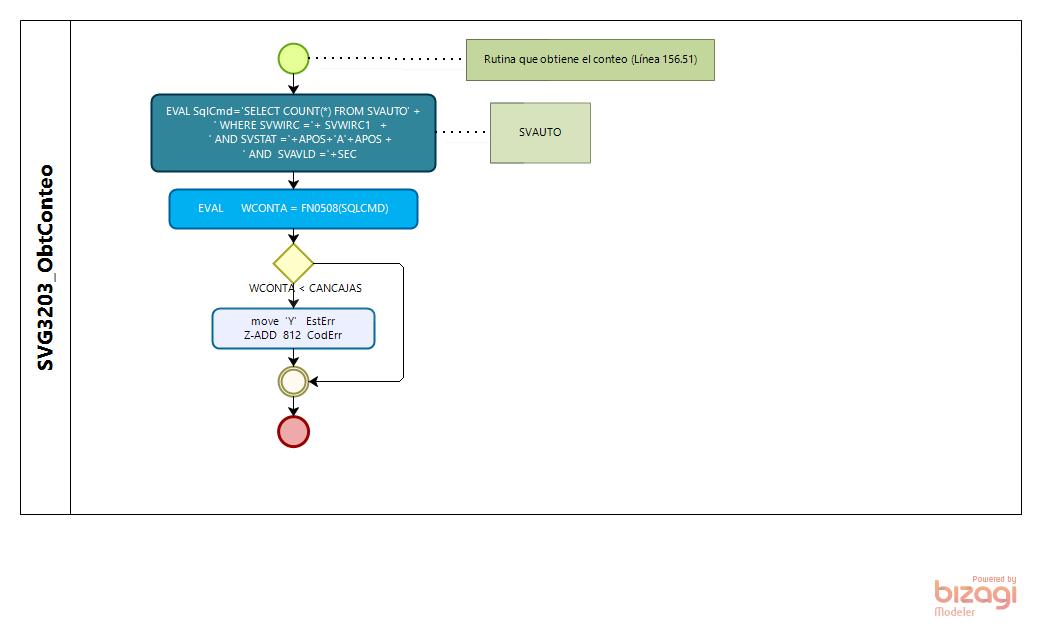 SVG3203_ObtConteo
Rutina que obtiene el conteo (Línea 156.51)
EVAL SqlCmd='SELECT COUNT(*) FROM SVAUTO' +
' WHERE SVWIRC ='+ SVWIRC1 +
' AND SVSTAT ='+APOS+'A'+APOS +
' AND SVAVLD ='+SEC
SVAUTO
EVAL WCONTA = FN0508(SQLCMD)
WCONTA < CANCAJAS
move 'Y' EstErr
Z-ADD 812 CodErr
Powered by
bizagi
Modeler